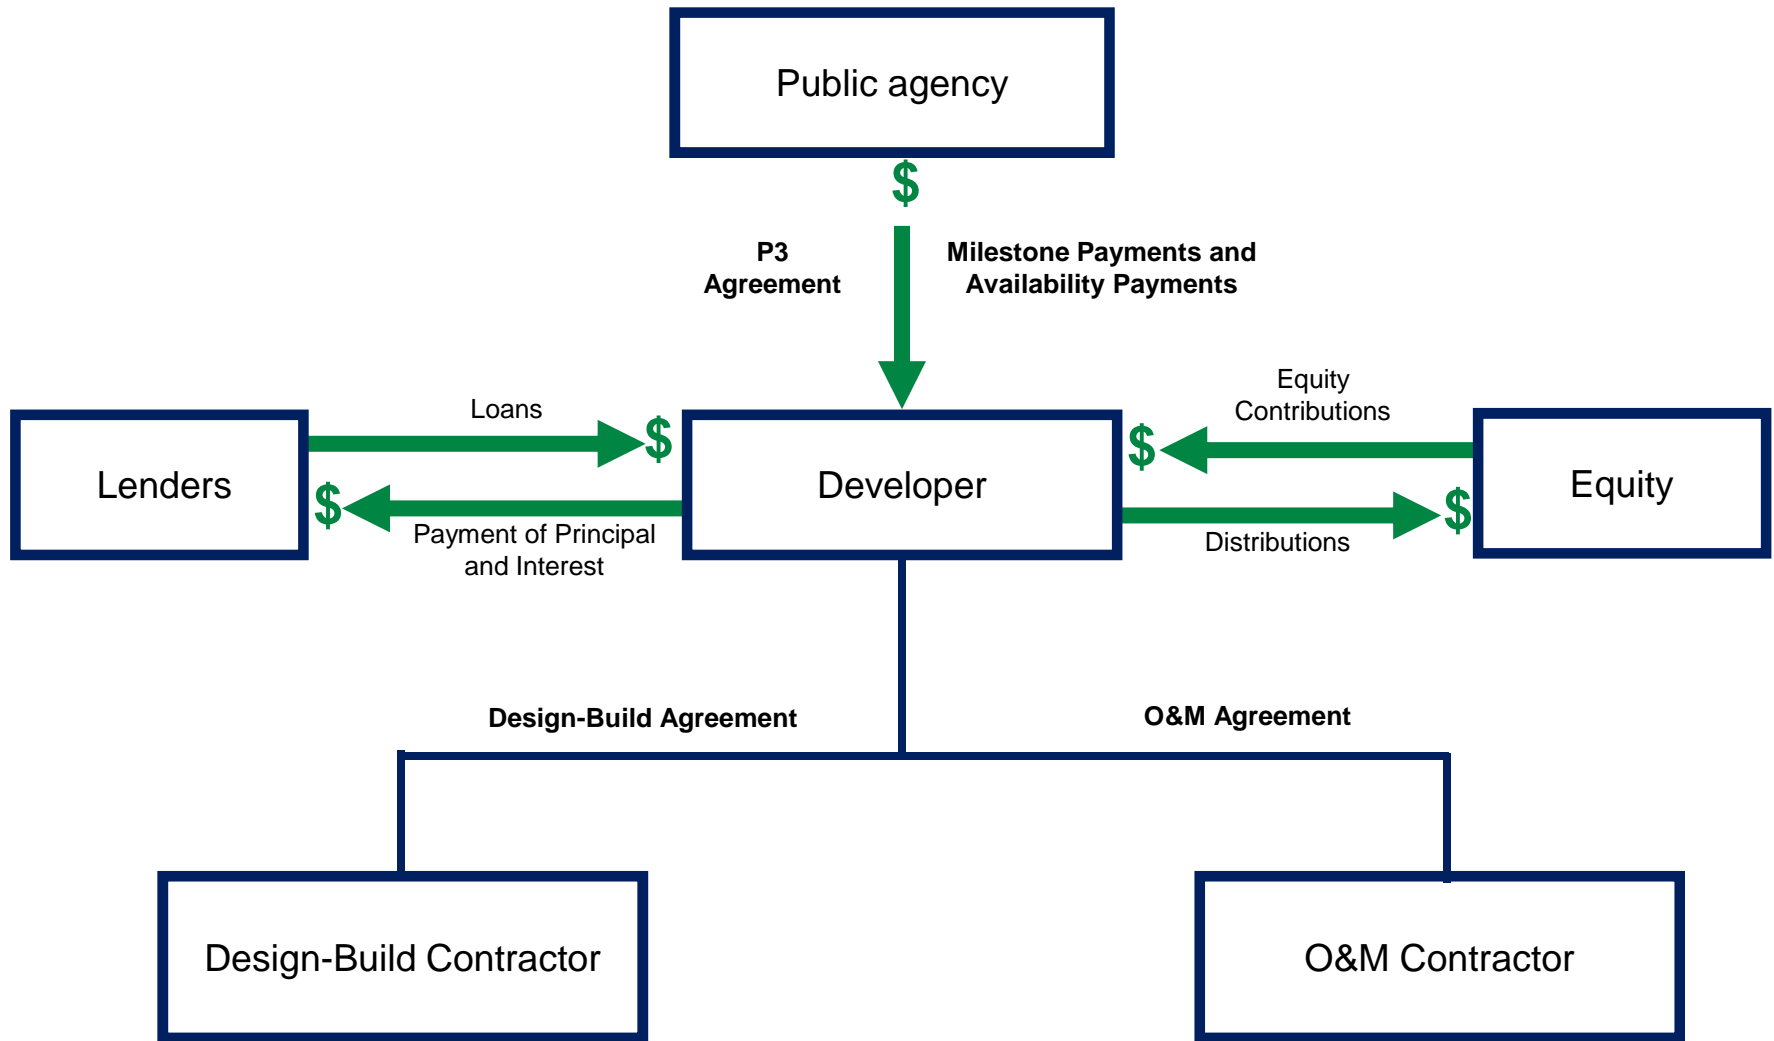 Public agency
$
P3
Agreement
Milestone Payments and
Availability Payments
Loans
$
Equity
Contributions
$
Lenders
Developer
Equity
$
Payment of Principal
and Interest
$
Distributions
Design-Build Agreement
O&M Agreement
Design-Build Contractor
O&M Contractor